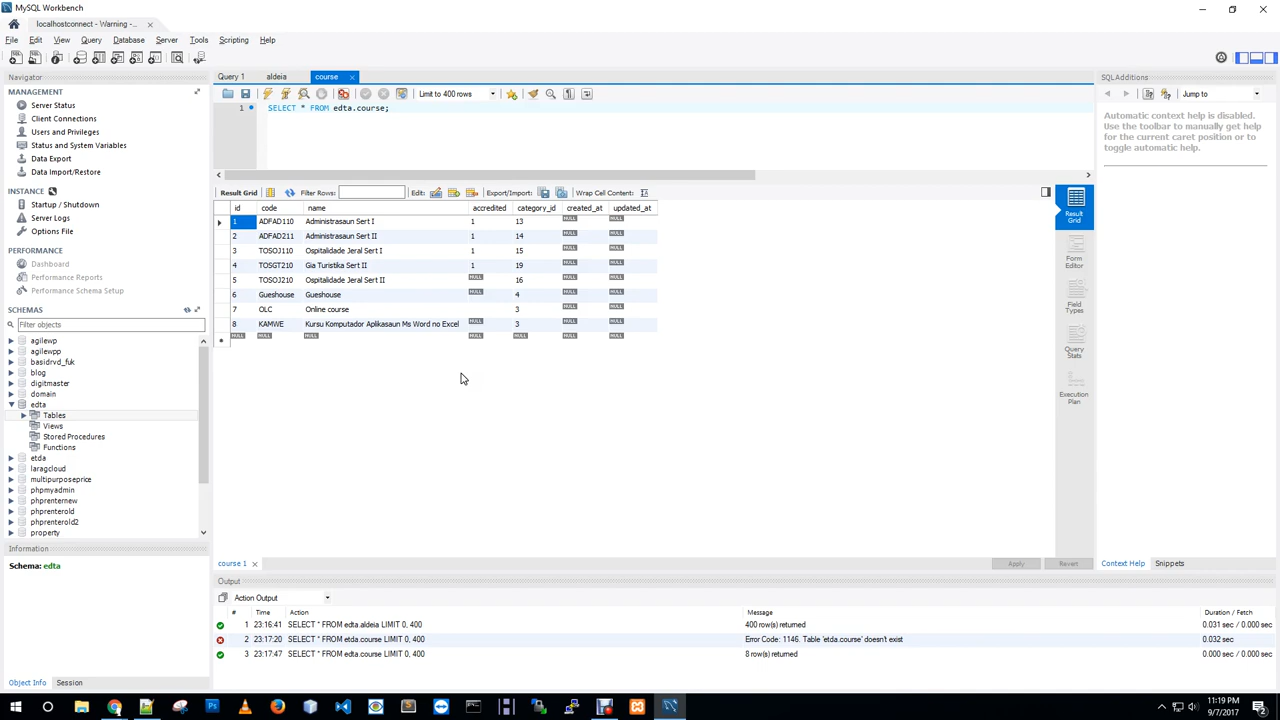 MySQL Workbench
localhostconnect - Warning -...
File Edit View Query Database Server Tools Scripting Help
Navigator
MANAGEMENT
Server Status
Client Connections
Users and Privileges
Status and System Variables
Data Export
Data Import/Restore
INSTANCE
Startup / Shutdown
Server Logs
Options File
PERFORMANCE
Dashboard
Performance Reports
Performance Schema Setup
SCHEMAS
Filter objects
agilewp
agilewpp
basidrvd_fuk
blog
digitmaster
domain
edta
Tables
Views
Stored Procedures
Functions
etda
laragcloud
multipurposeprice
phpmyadmin
phprenternew
phprenterold
phprenterold2
property
Information
Schema: edta
Object Info Session
Query 1 aldeia course
Limit to 400 rows
1 SELECT * FROM edta.course;
Result Grid Filter Rows: Edit: Export/Import: Wrap Cell Content:
id code name accredited category_id created_at updated_at
1 ADFAD110 Administrasaun Sert I 1 13 NULL NULL
2 ADFAD211 Administrasaun Sert II 1 14 NULL NULL
3 TOSOJ110 Ospitalidade Jeral Sert I 1 15 NULL NULL
4 TOSGT210 Gia Turistika Sert II 1 19 NULL NULL
5 TOSOJ210 Ospitalidade Jeral Sert II NULL 16 NULL NULL
6 Gueshouse Gueshouse NULL 4 NULL NULL
7 OLC Online course 3 NULL NULL
8 KAMWE Kursu Komputador Aplikasaun Ms Word no Excel NULL 3 NULL NULL
NULL NULL NULL NULL NULL NULL NULL
Result Grid
Form Editor
Field Types
Query Stats
Execution Plan
course 1
Apply Revert
SQLAdditions
Jump to
Automatic context help is disabled.
Use the toolbar to manually get help
for the current caret position or to
toggle automatic help.
Context Help Snippets
Output
Action Output
# Time Action Message Duration / Fetch
1 23:16:41 SELECT * FROM edta.aldeia LIMIT 0, 400 400 row(s) returned 0.031 sec / 0.000 sec
2 23:17:20 SELECT * FROM etda.course LIMIT 0, 400 Error Code: 1146. Table 'etda.course' doesn't exist 0.032 sec
3 23:17:47 SELECT * FROM edta.course LIMIT 0, 400 8 row(s) returned 0.000 sec / 0.000 sec
11:19 PM
9/7/2017